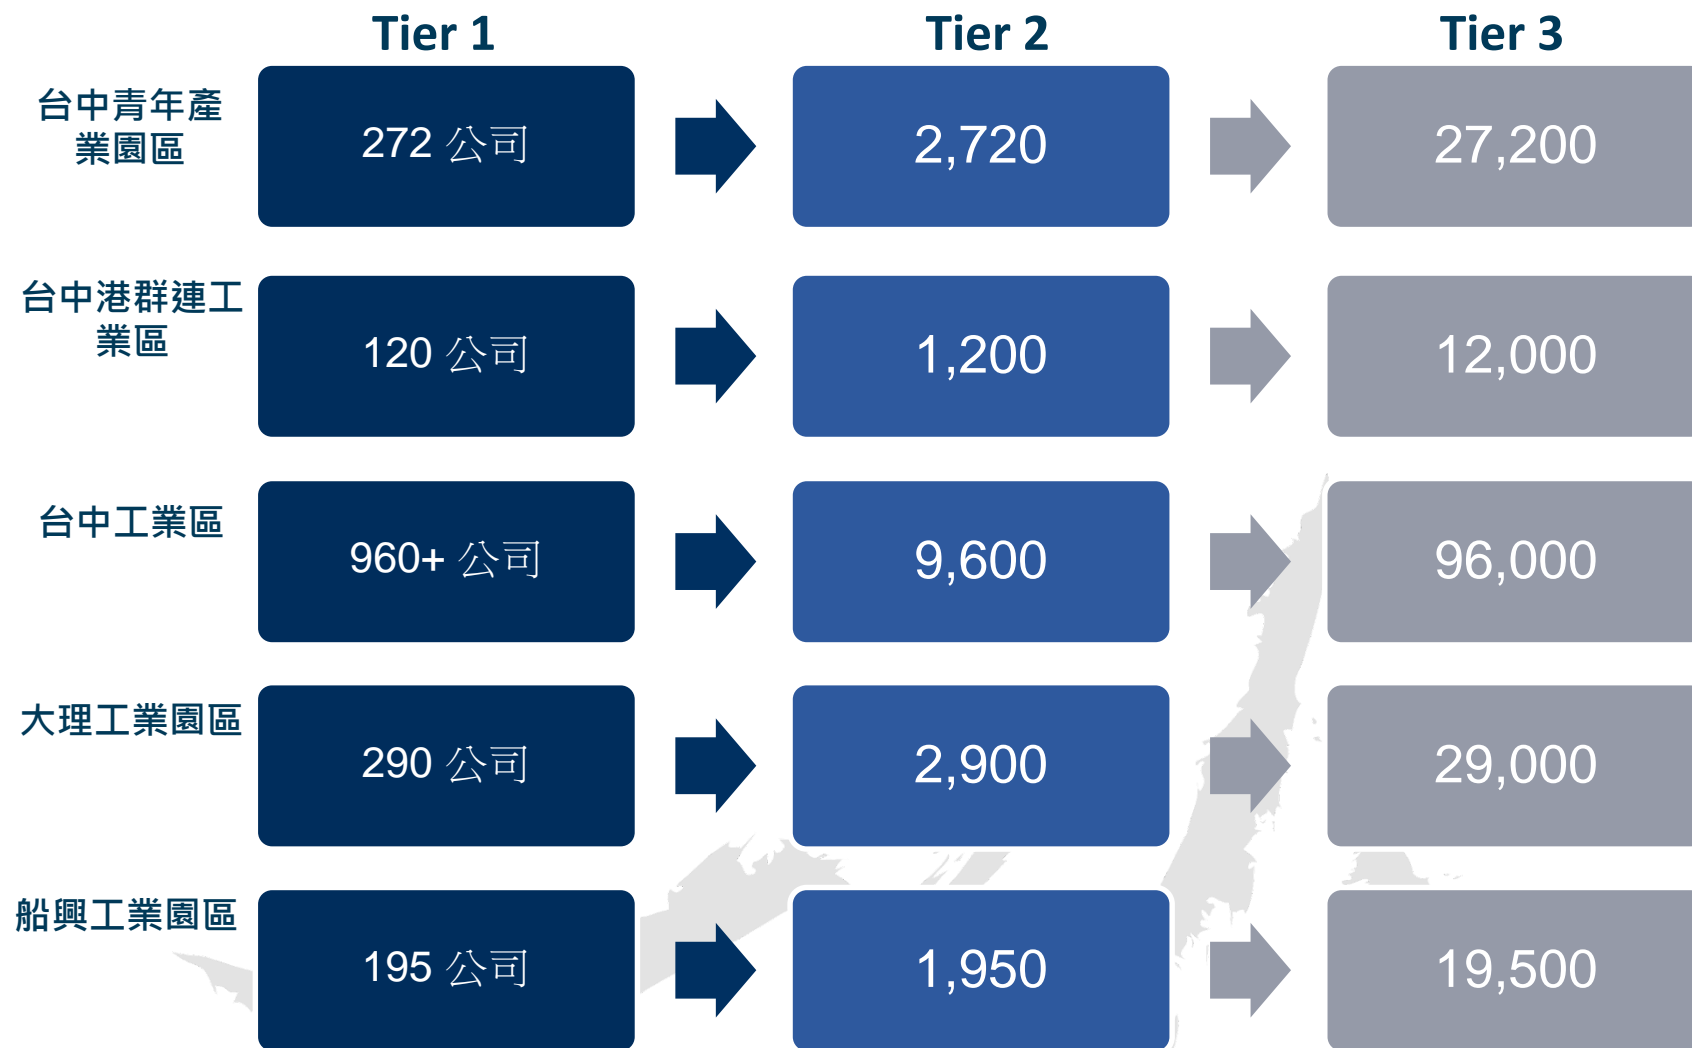 Tier 1
Tier 2
Tier 3
台中青年產
業園區
272 公司
2,720
27,200
台中港群連工
業區
120 公司
1,200
12,000
台中工業區
960+ 公司
9,600
96,000
大理工業園區
290 公司
2,900
29,000
船興工業園區
195 公司
1,950
19,500